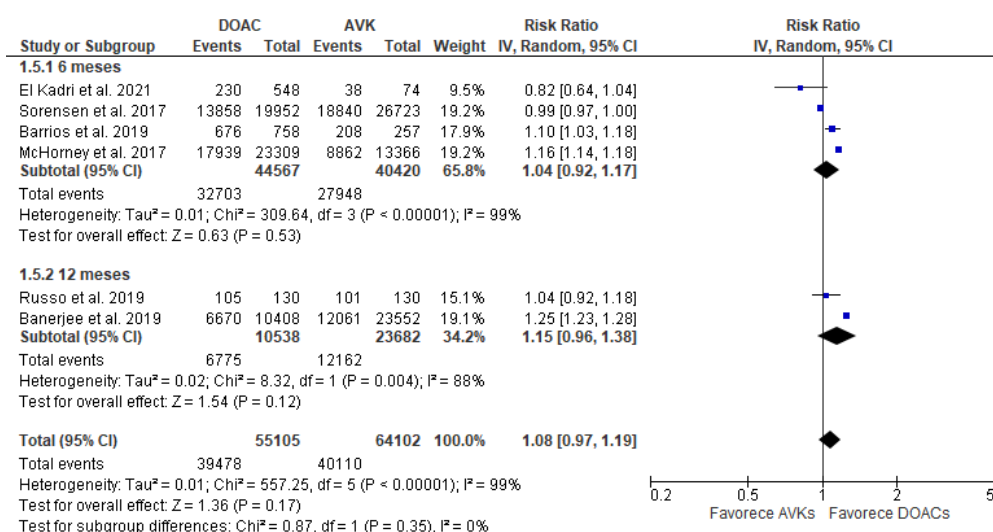 DOAC AVK Risk Ratio Risk Ratio
Study or Subgroup Events Total Events Total Weight IV, Random, 95% CI IV, Random, 95% CI
1.5.1 6 meses
El Kadri et al. 2021 230 548 38 74 9.5% 0.82 [0.64, 1.04]
Sorensen et al. 2017 13858 19952 18840 26723 19.2% 0.99 [0.97, 1.00]
Barrios et al. 2019 676 758 208 257 17.9% 1.10 [1.03, 1.18]
McHorney et al. 2017 17939 23309 8862 13366 19.2% 1.16 [1.14, 1.18]
Subtotal (95% CI) 44567 40420 65.8% 1.04 [0.92, 1.17]
Total events 32703 27948
Heterogeneity: Tau² = 0.01; Chi² = 309.64, df = 3 (P < 0.00001); I² = 99%
Test for overall effect: Z = 0.63 (P = 0.53)
1.5.2 12 meses
Russo et al. 2019 105 130 101 130 15.1% 1.04 [0.92, 1.18]
Banerjee et al. 2019 6670 10408 12061 23552 19.1% 1.25 [1.23, 1.28]
Subtotal (95% CI) 10538 23682 34.2% 1.15 [0.96, 1.38]
Total events 6775 12162
Heterogeneity: Tau² = 0.02; Chi² = 8.32, df = 1 (P = 0.004); I² = 88%
Test for overall effect: Z = 1.54 (P = 0.12)
Total (95% CI) 55105 64102 100.0% 1.08 [0.97, 1.19]
Total events 39478 40110
Heterogeneity: Tau² = 0.01; Chi² = 557.25, df = 5 (P < 0.00001); I² = 99%
Test for overall effect: Z = 1.36 (P = 0.17)
Test for subgroup differences: Chi² = 0.87, df = 1 (P = 0.35), I² = 0%
0.2 0.5 1 2 5
Favorece AVKs Favorece DOACs